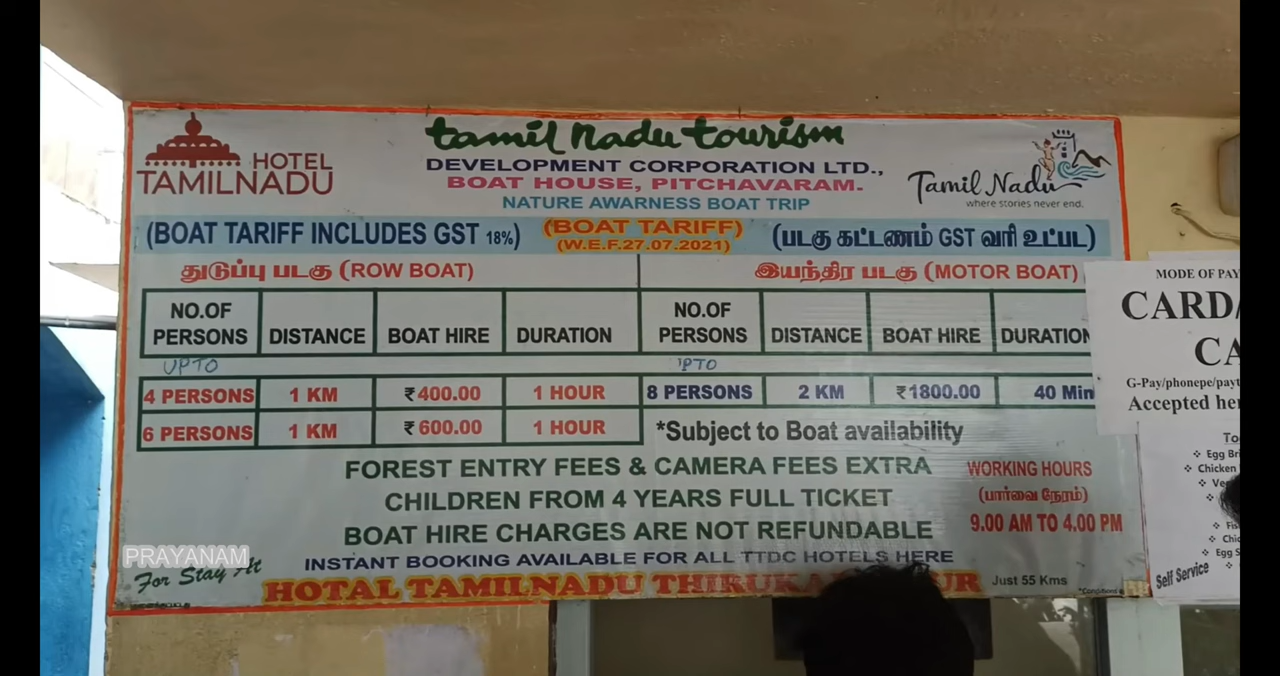 HOTEL
TAMILNADU
tamil nadu tourism
DEVELOPMENT CORPORATION LTD.,
BOAT HOUSE, PITCHAVARAM.
NATURE AWARNESS BOAT TRIP
Tamil Nadu
where stories never end.
(BOAT TARIFF INCLUDES GST 18%)
(BOAT TARIFF)
(W.E.F.27.07.2021)
(படகு கட்டணம் GST வரி உட்பட)
துடுப்பு படகு (ROW BOAT)
இயந்திர படகு (MOTOR BOAT)
NO.OF PERSONS DISTANCE BOAT HIRE DURATION NO.OF PERSONS DISTANCE BOAT HIRE DURATION
UPTO
4 PERSONS 1 KM ₹400.00 1 HOUR 8 PERSONS 2 KM ₹1800.00 40 Min
6 PERSONS 1 KM ₹600.00 1 HOUR
*Subject to Boat availability
FOREST ENTRY FEES & CAMERA FEES EXTRA
CHILDREN FROM 4 YEARS FULL TICKET
BOAT HIRE CHARGES ARE NOT REFUNDABLE
WORKING HOURS
(பார்வை நேரம்)
9.00 AM TO 4.00 PM
INSTANT BOOKING AVAILABLE FOR ALL TTDC HOTELS HERE
PRAYANAM
For Stay At
HOTAL TAMILNADU
Just 55 Kms
MODE OF
CARD/
G-Pay/phonepe/
Accepted
Egg
Chicken
Egg
Self Service